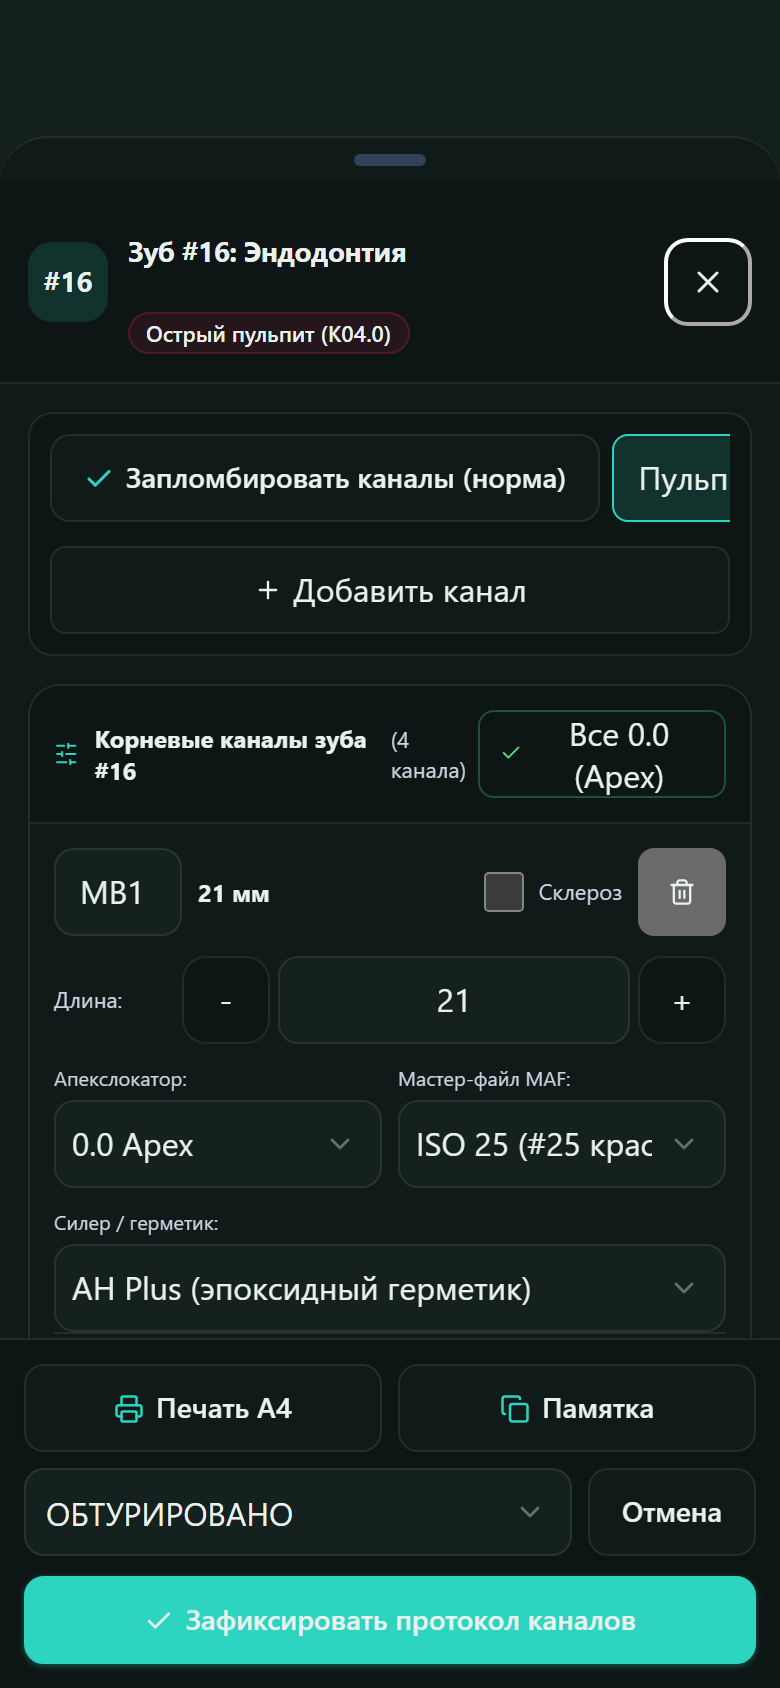 #16
Зуб #16: Эндодонтия
Острый пульпит (К04.0)
Запломбировать каналы (норма)
Пульп
+ Добавить канал
Корневые каналы зуба
#16
(4
канала)
Все 0.0
(Apex)
MB1
21 мм
Склероз
Длина:
-
21
+
Апекслокатор:
Мастер-файл MAF:
0.0 Apex
ISO 25 (#25 крас
Силер / герметик:
AH Plus (эпоксидный герметик)
Печать А4
Памятка
ОБТУРИРОВАНО
Отмена
Зафиксировать протокол каналов